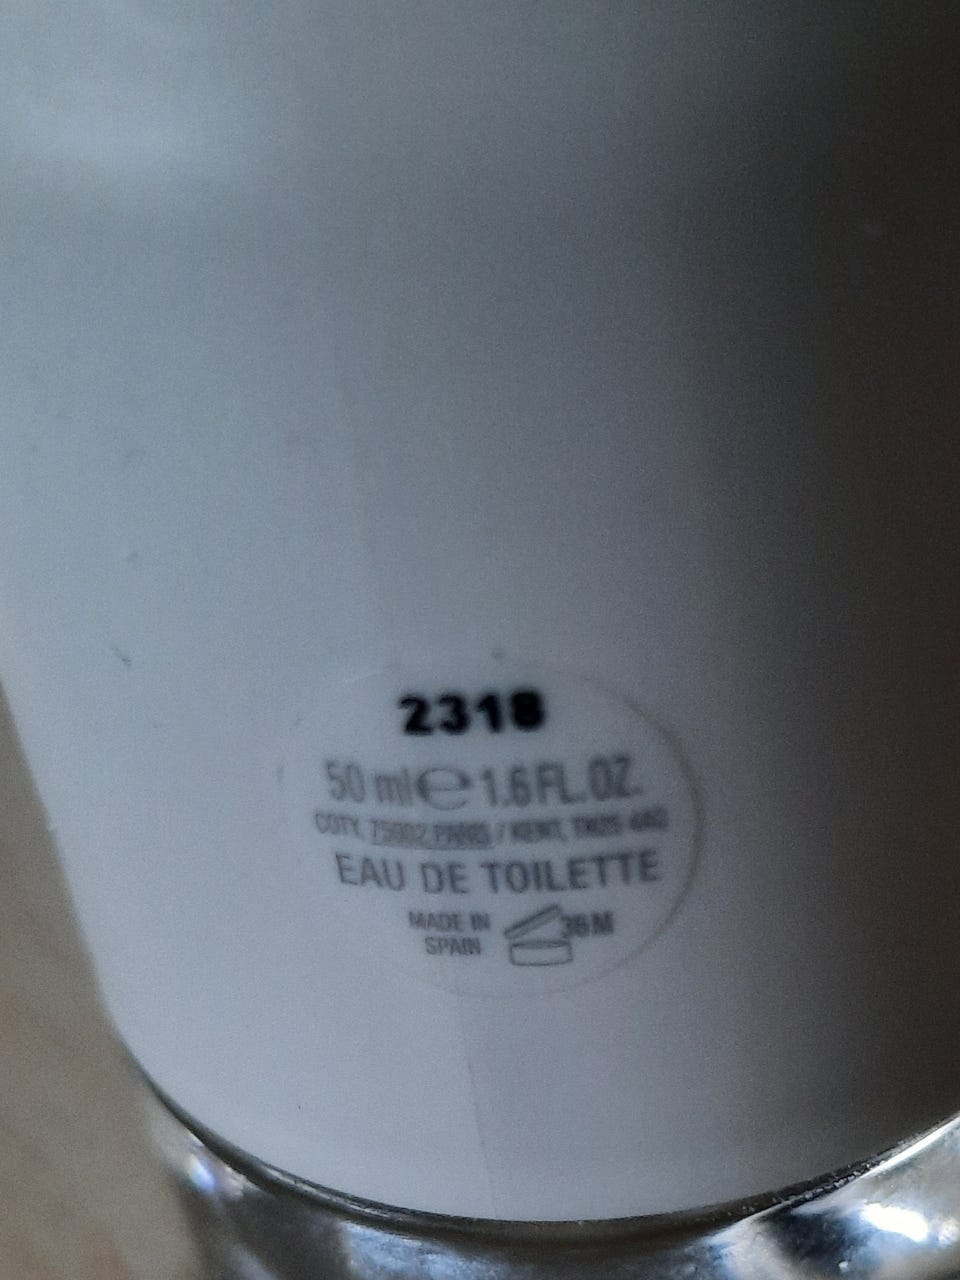 2318
50 ml e 1.6 FL. OZ.
COTY, 75002 PARIS / KENT, TN25 4AQ
EAU DE TOILETTE
MADE IN
SPAIN
36M